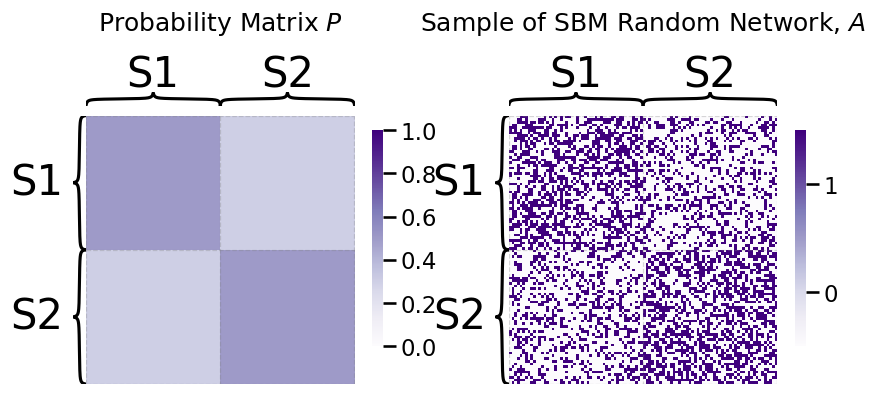 Probability Matrix P
S1 S2
S1
S2
1.0
0.8
0.6
0.4
0.2
0.0
Sample of SBM Random Network, A
S1 S2
S1
S2
1
0